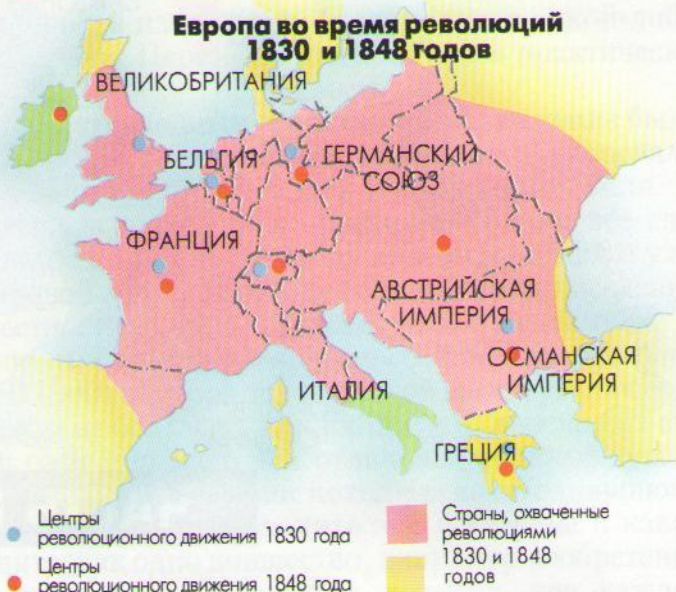 Европа во время революций
1830 и 1848 годов
ВЕЛИКОБРИТАНИЯ
БЕЛЬГИЯ
ГЕРМАНСКИЙ
СОЮЗ
ФРАНЦИЯ
АВСТРИЙСКАЯ
ИМПЕРИЯ
ОСМАНСКАЯ
ИМПЕРИЯ
ИТАЛИЯ
ГРЕЦИЯ
Центры
революционного движения 1830 года
Центры
революционного движения 1848 года
Страны, охваченные
революциями
1830 и 1848
годов